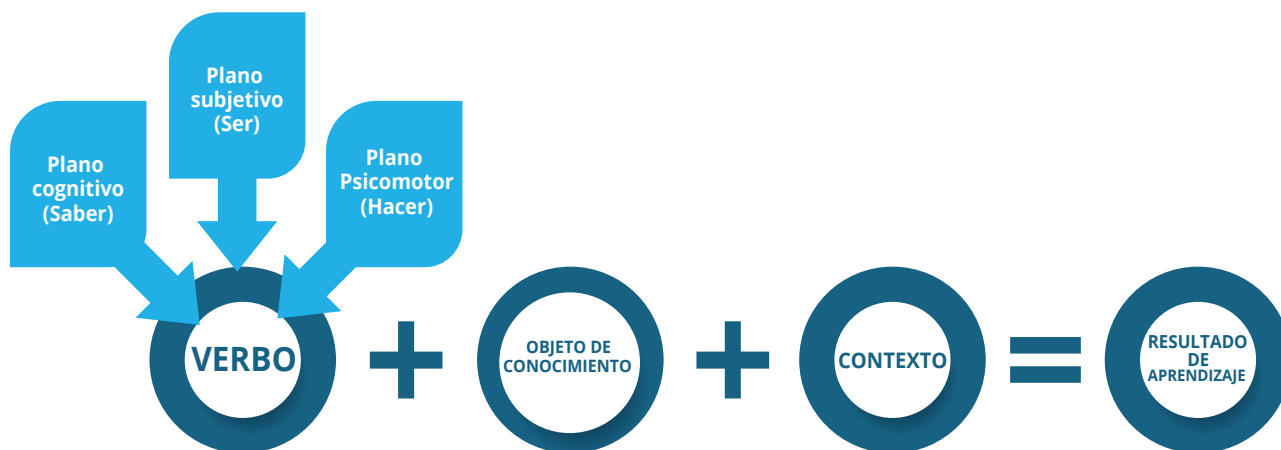 Plano
cognitivo
(Saber)
Plano
subjetivo
(Ser)
Plano
Psicomotor
(Hacer)
VERBO
+
OBJETO DE
CONOCIMIENTO
+
CONTEXTO
=
RESULTADO
DE
APRENDIZAJE